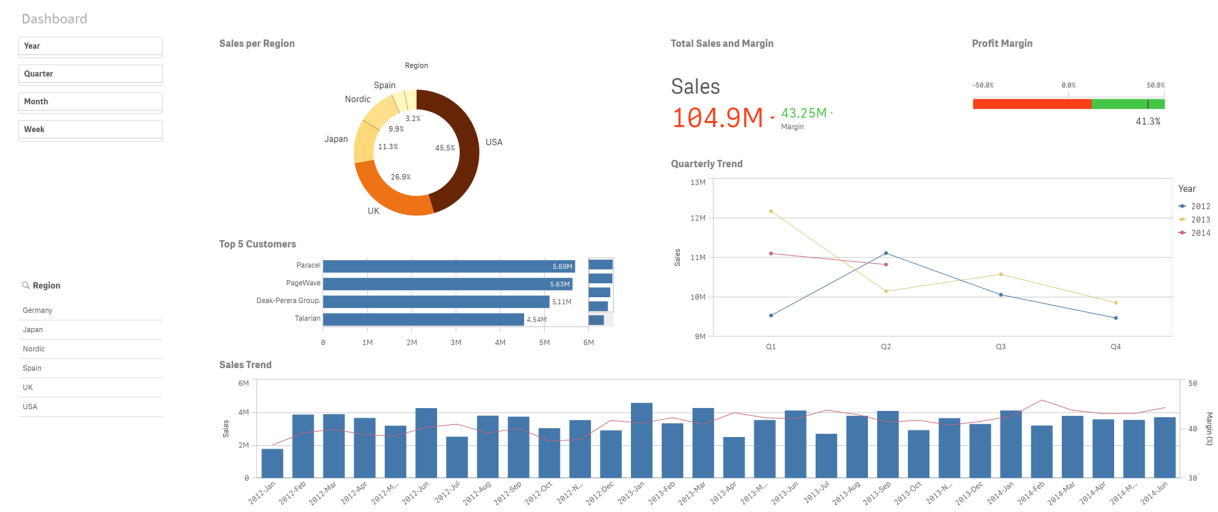 Dashboard
Year
Quarter
Month
Week
Region
Germany
Japan
Nordic
Spain
UK
USA
Sales per Region
Region
Spain
Nordic
Japan
UK
USA
3.2%
9.9%
11.3%
26.9%
45.5%
Total Sales and Margin
Sales
104.9M
43.25M
Margin
Profit Margin
-50.0% 0.0% 50.0%
41.3%
Top 5 Customers
Paracel 5.69M
PageWave 5.63M
Deak-Perera Group. 5.11M
Talarian 4.54M
0 1M 2M 3M 4M 5M 6M
Quarterly Trend
Sales
13M
12M
11M
10M
9M
Q1 Q2 Q3 Q4
Year
2012
2013
2014
Sales Trend
Sales
6M
4M
2M
0
50
40
30
Margin (%)
2012-Jan 2012-Feb 2012-Mar 2012-Apr 2012-M... 2012-Jun 2012-Jul 2012-Aug 2012-Sep 2012-Oct 2012-N... 2012-Dec 2013-Jan 2013-Feb 2013-Mar 2013-Apr 2013-M... 2013-Jun 2013-Jul 2013-Aug 2013-Sep 2013-Oct 2013-N... 2013-Dec 2014-Jan 2014-Feb 2014-Mar 2014-Apr 2014-M... 2014-Jun